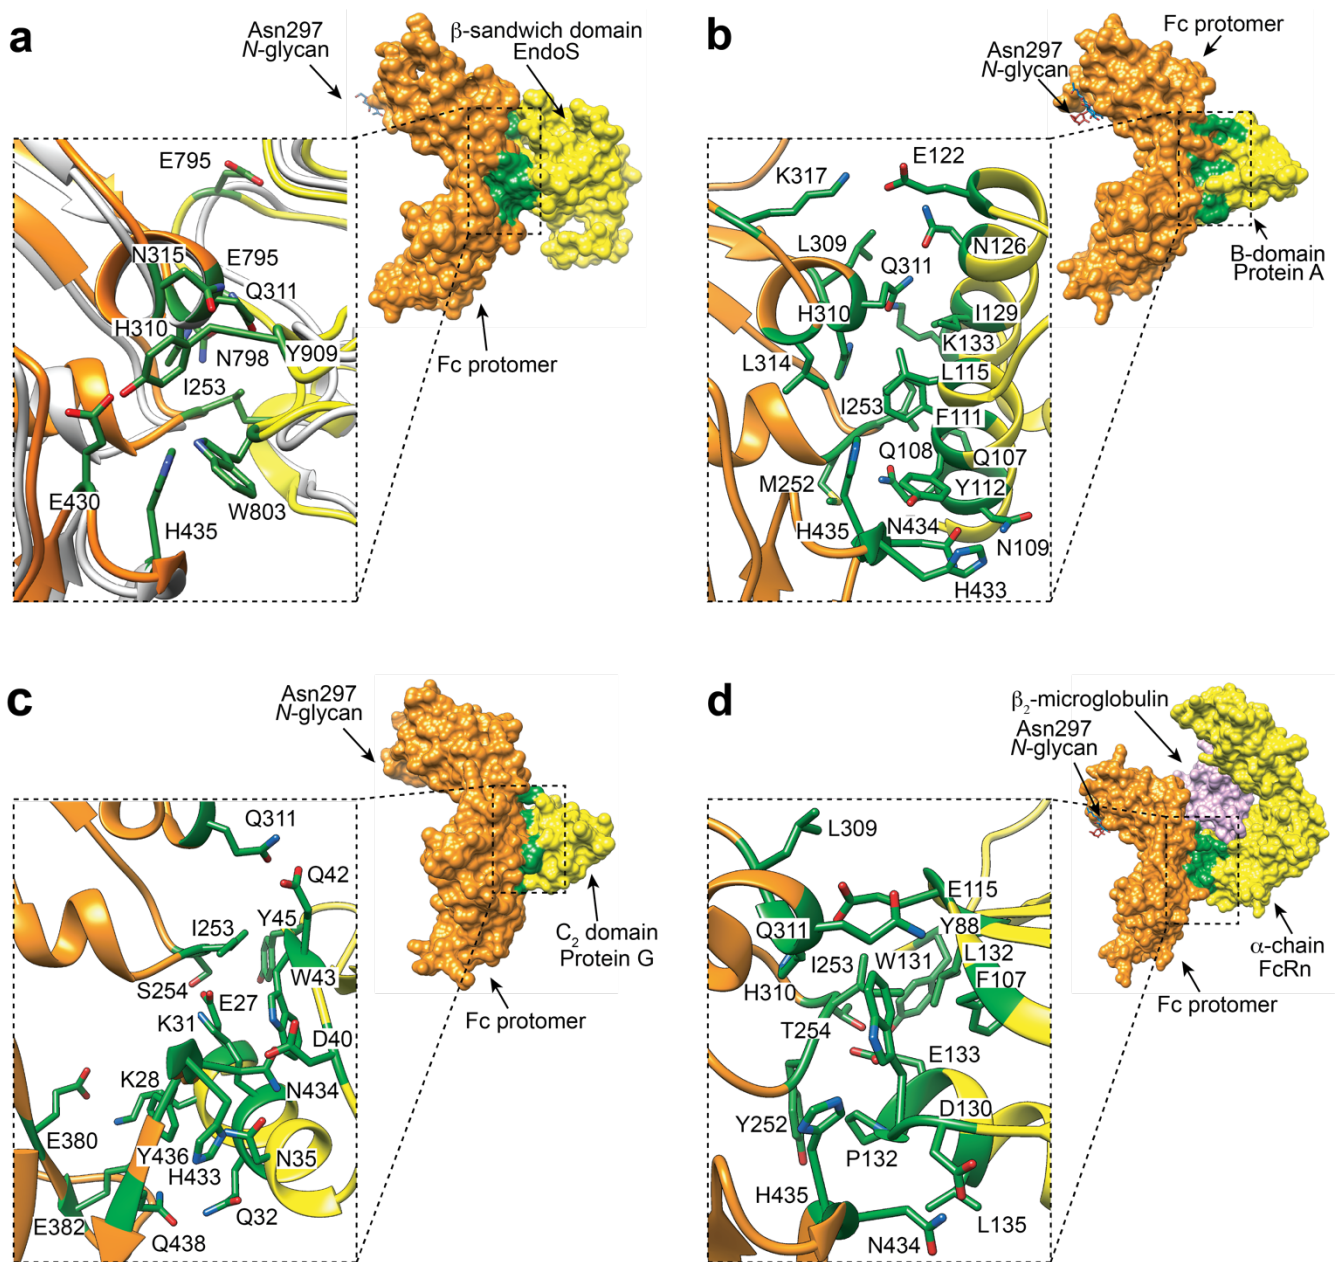 a
Asn297
N-glycan
β-sandwich domain
EndoS
Fc protomer
E795
N315
E795
Q311
H310
N798
Y909
I253
E430
H435
W803
b
Fc protomer
Asn297
N-glycan
B-domain
Protein A
K317
E122
L309
N126
Q311
H310
I129
K133
L314
L115
I253
F111
Q108
Q107
M252
Y112
H435
N434
N109
H433
c
Asn297
N-glycan
C₂ domain
Protein G
Fc protomer
Q311
Q42
I253
Y45
W43
S254
E27
K31
D40
K28
N434
E380
Y436
H433
N35
E382
Q32
Q438
d
β₂-microglobulin
Asn297
N-glycan
α-chain
FcRn
Fc protomer
L309
E115
Q311
Y88
I253
W131
L132
H310
F107
T254
E133
D130
Y252
P132
H435
L135
N434